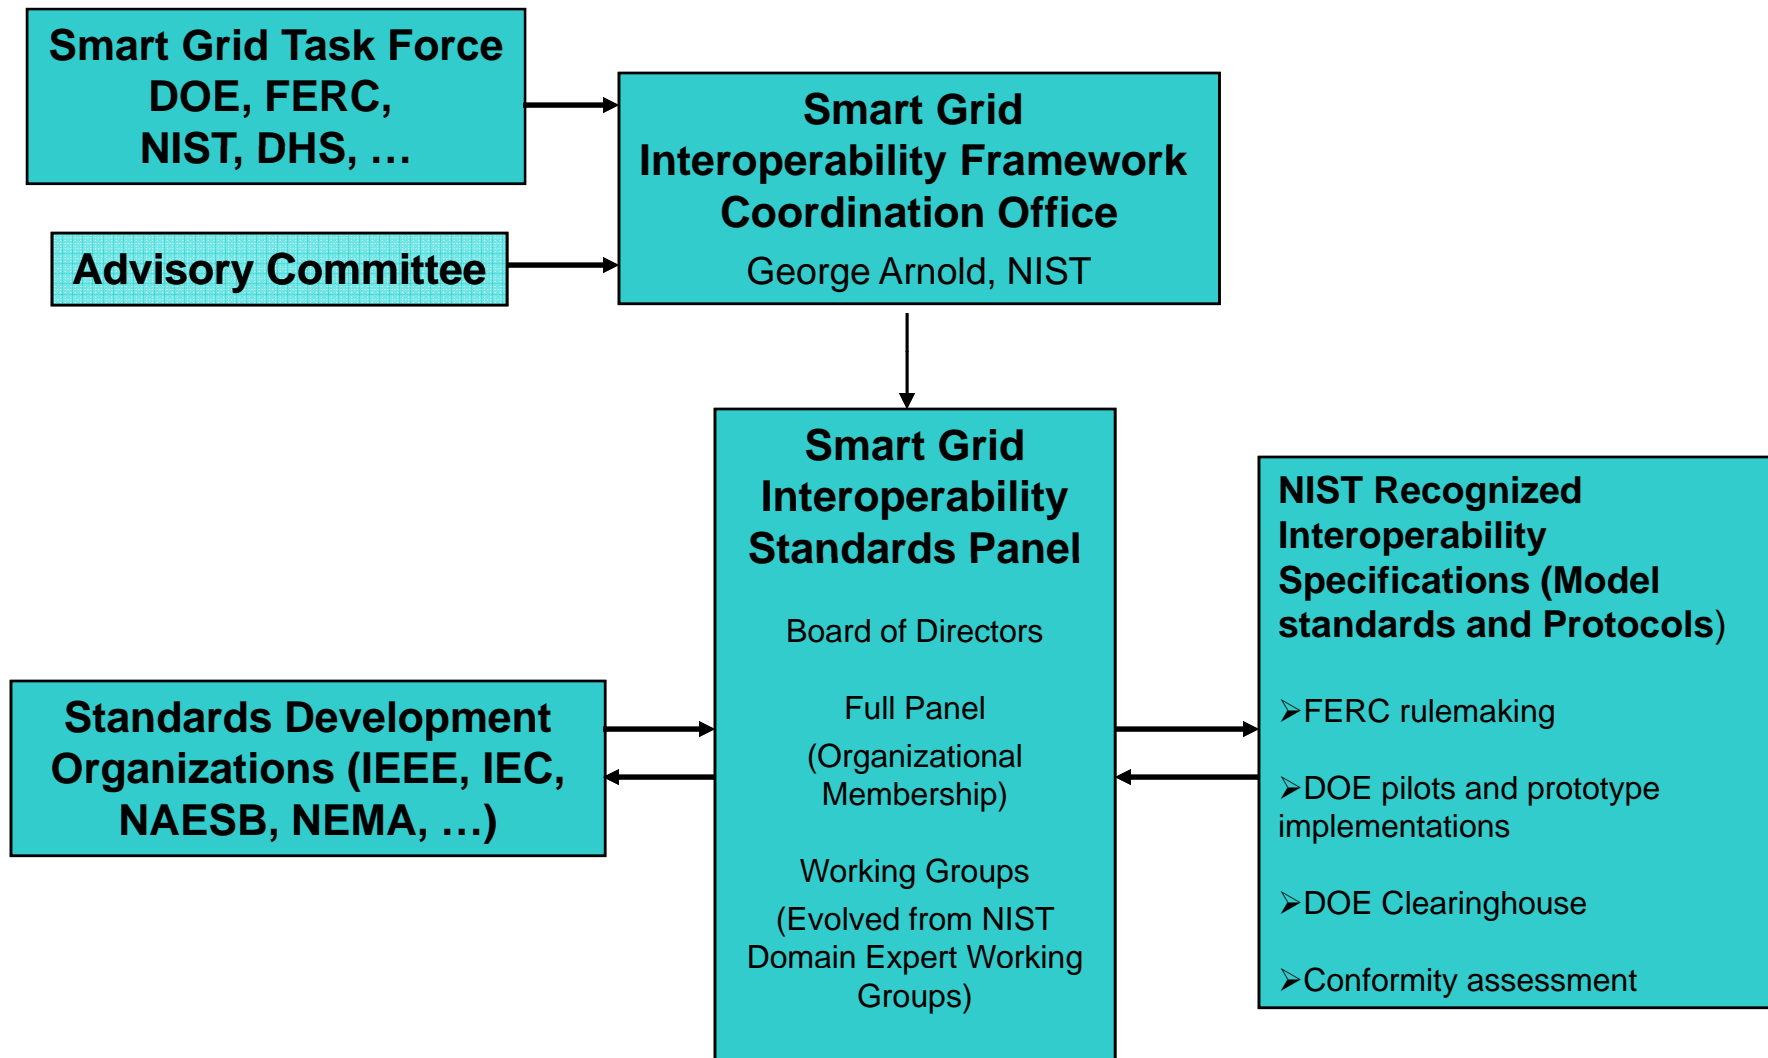 Smart Grid Task Force
DOE, FERC,
NIST, DHS, …
Advisory Committee
Smart Grid
Interoperability Framework
Coordination Office
George Arnold, NIST
Smart Grid
Interoperability
Standards Panel
Board of Directors
Full Panel
(Organizational
Membership)
Working Groups
(Evolved from NIST
Domain Expert Working
Groups)
Standards Development
Organizations (IEEE, IEC,
NAESB, NEMA, …)
NIST Recognized
Interoperability
Specifications (Model
standards and Protocols)
➢FERC rulemaking
➢DOE pilots and prototype
implementations
➢DOE Clearinghouse
➢Conformity assessment